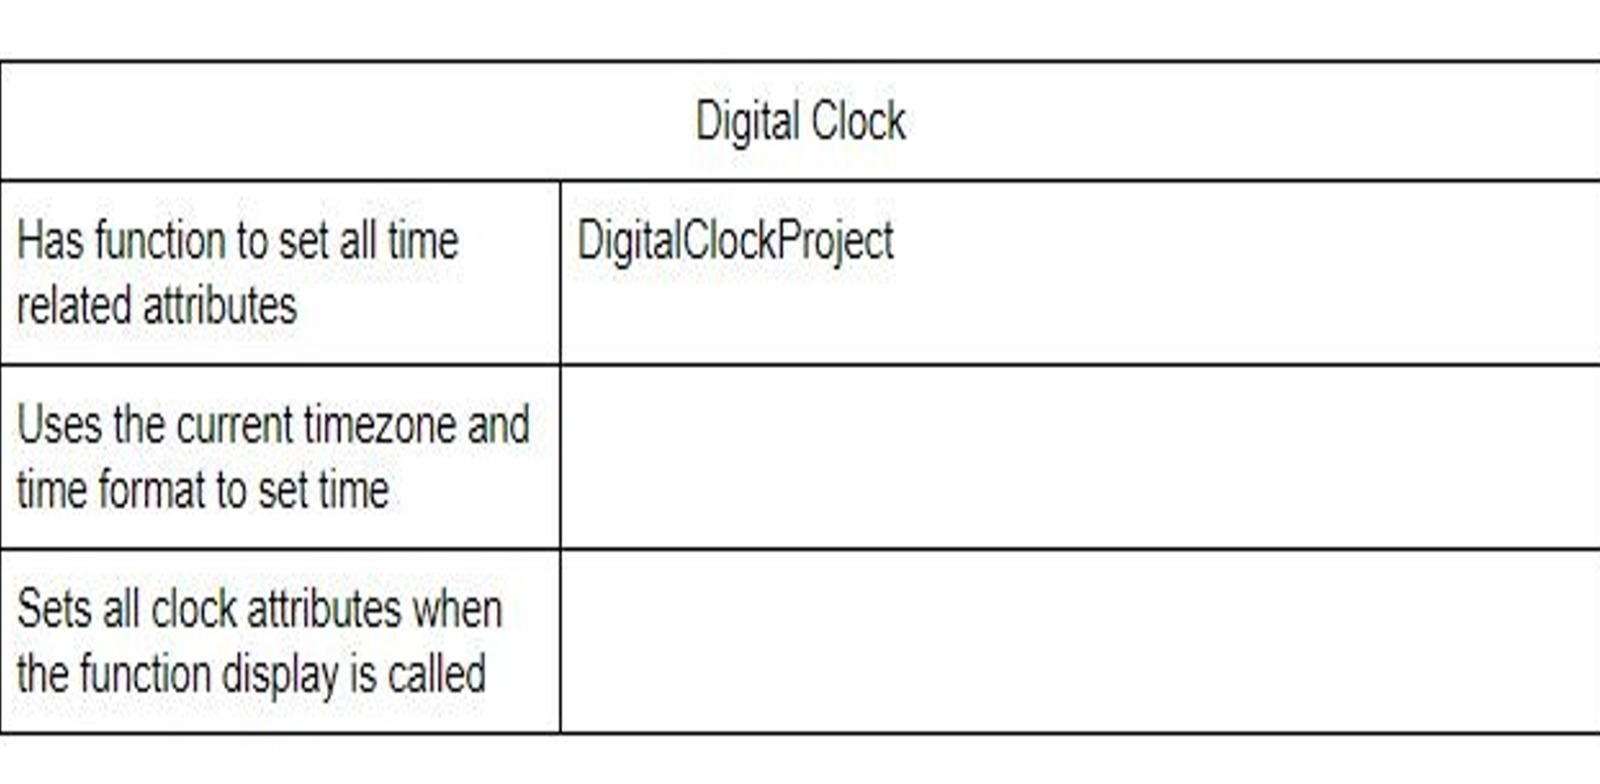 Digital Clock
Has function to set all time
related attributes
DigitalClockProject
Uses the current timezone and
time format to set time
Sets all clock attributes when
the function display is called